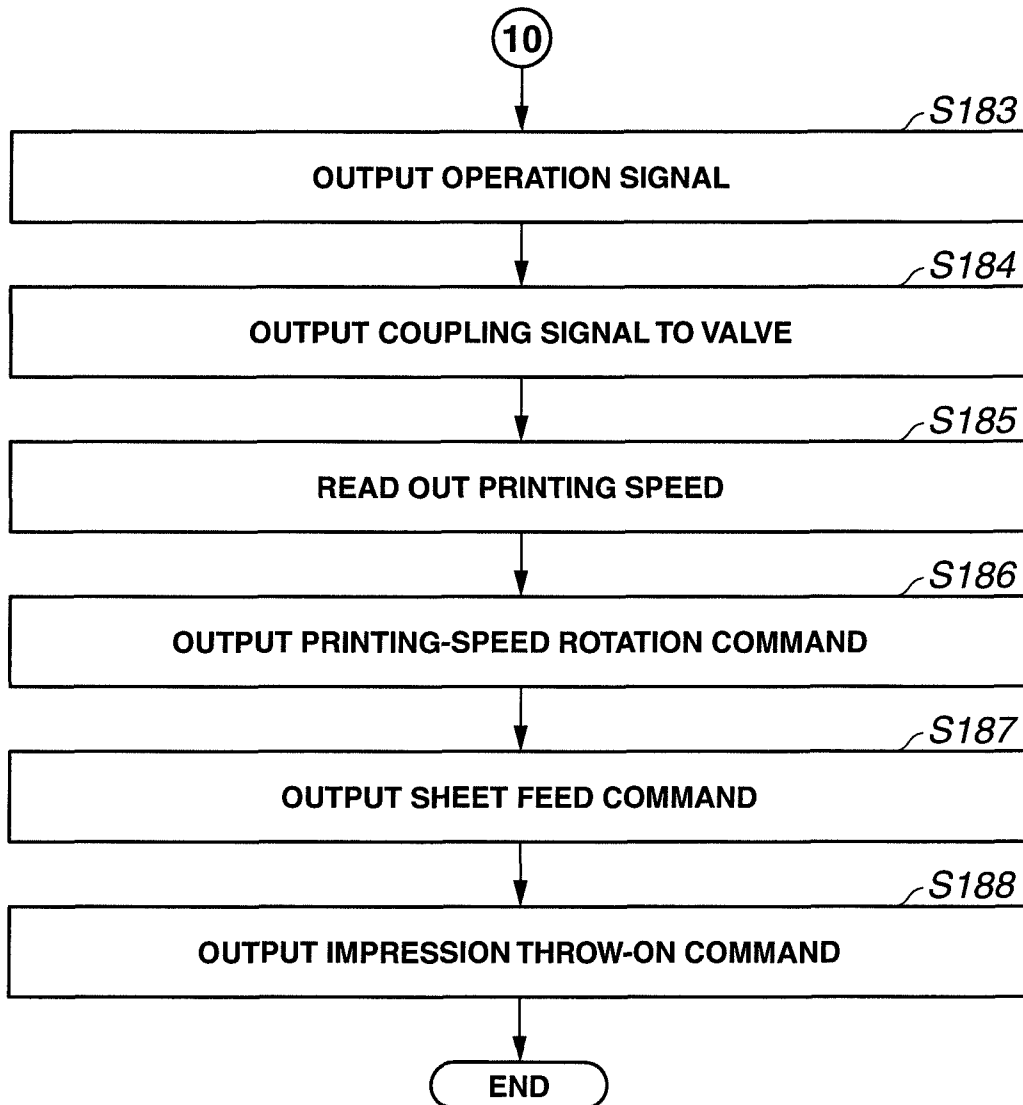 10
S183
OUTPUT OPERATION SIGNAL
S184
OUTPUT COUPLING SIGNAL TO VALVE
S185
READ OUT PRINTING SPEED
S186
OUTPUT PRINTING-SPEED ROTATION COMMAND
S187
OUTPUT SHEET FEED COMMAND
S188
OUTPUT IMPRESSION THROW-ON COMMAND
END